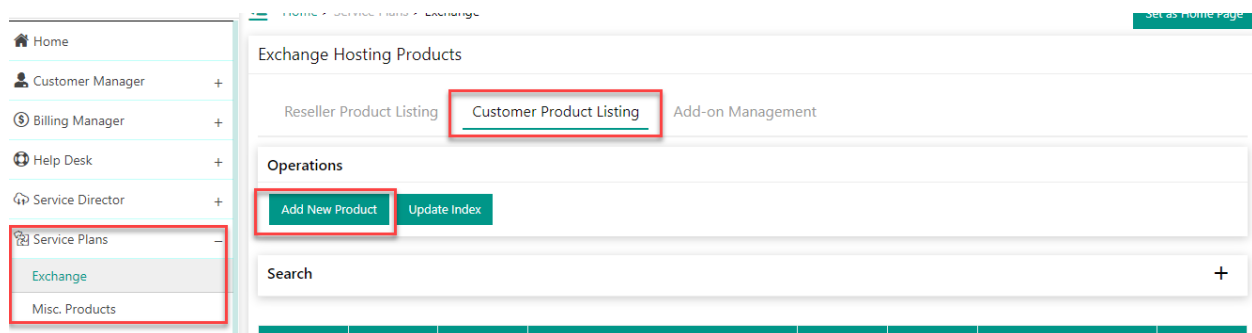 Home > Service Plans > Exchange
Set as Home Page
Home
Exchange Hosting Products
Customer Manager +
Reseller Product Listing Customer Product Listing Add-on Management
Billing Manager +
Help Desk +
Operations
Service Director +
Add New Product Update Index
Service Plans –
Search +
Exchange
Misc. Products